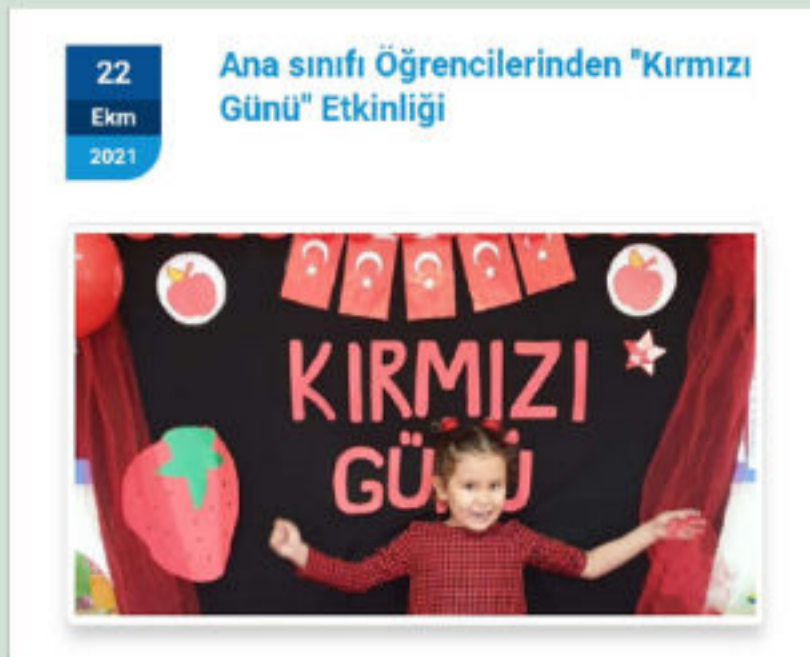 22
Ekm
2021
Ana sınıfı Öğrencilerinden "Kırmızı
Günü" Etkinliği
KIRMIZI
GÜNÜ